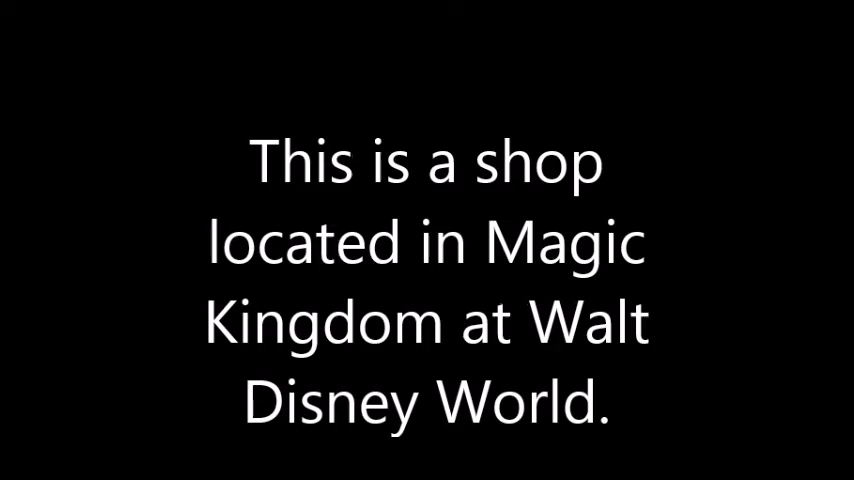 This is a shop
located in Magic
Kingdom at Walt
Disney World.